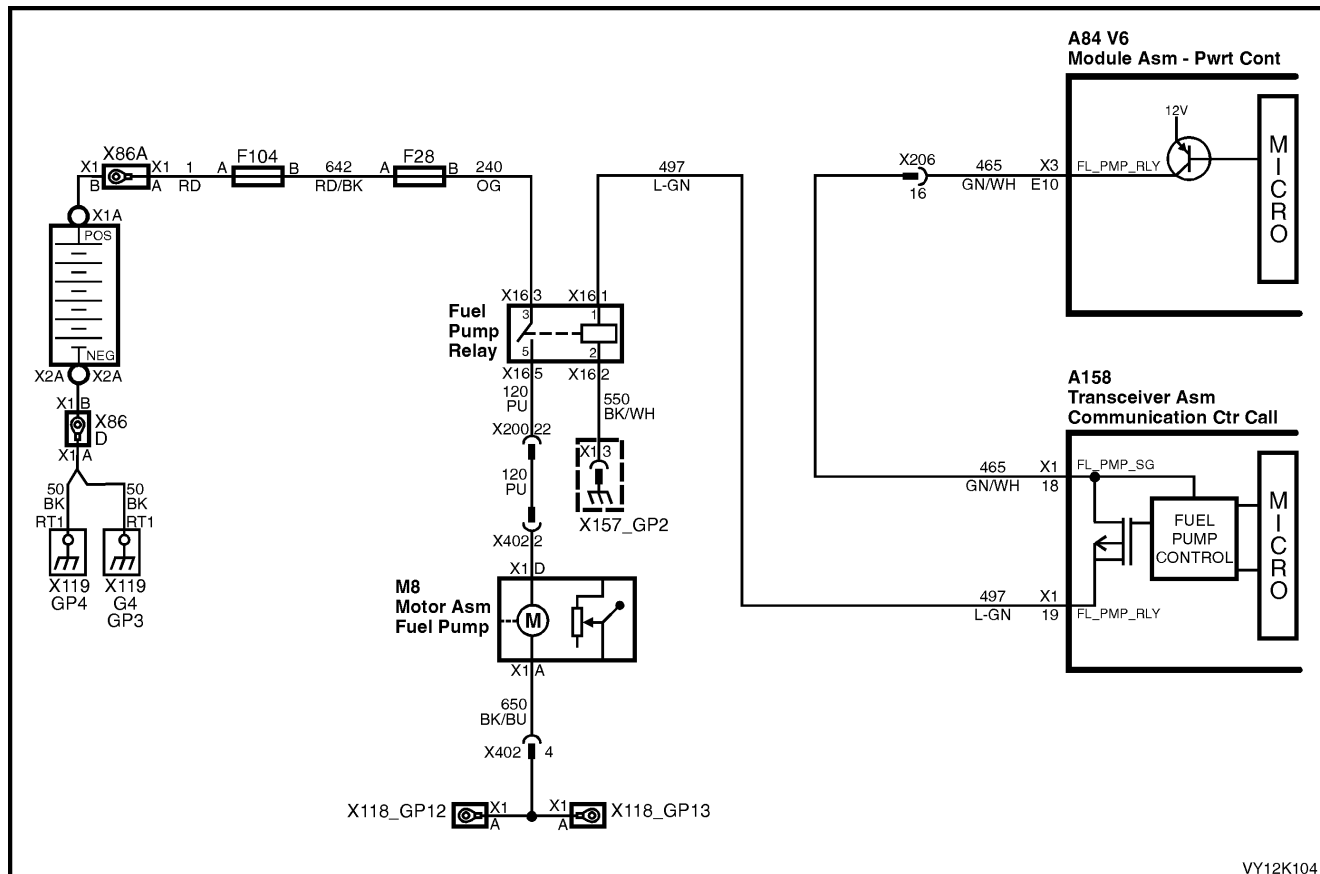 A84 V6
Module Asm - Pwrt Cont
12V
MICRO
X3
FL_PMP_RLY
E10
X206
16
465
GN/WH
497
L-GN
X86A
X1
B
X1
A
1
RD
A
F104
B
642
RD/BK
A
F28
B
240
OG
X1A
POS
NEG
X2A
X2A
X1
B
X86
D
X1
A
50
BK
RT1
50
BK
RT1
X119
GP4
X119
G4
GP3
Fuel
Pump
Relay
X16
3
X16
1
3
1
5
2
X16
5
X16
2
120
PU
550
BK/WH
X200
22
X1
3
120
PU
X157_GP2
X402
2
X1
D
M8
Motor Asm
Fuel Pump
M
X1
A
650
BK/BU
X402
4
X118_GP12
X1
A
X1
A
X118_GP13
A158
Transceiver Asm
Communication Ctr Call
465
GN/WH
X1
18
FL_PMP_SG
FUEL
PUMP
CONTROL
MICRO
497
L-GN
X1
19
FL_PMP_RLY
VY12K104